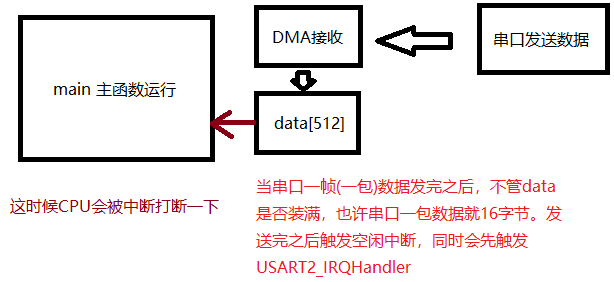 main 主函数运行
DMA接收
串口发送数据
data[512]
这时候CPU会被中断打断一下
当串口一帧(一包)数据发完之后，不管data
是否装满，也许串口一包数据就16字节。发
送完之后触发空闲中断，同时会先触发
USART2_IRQHandler